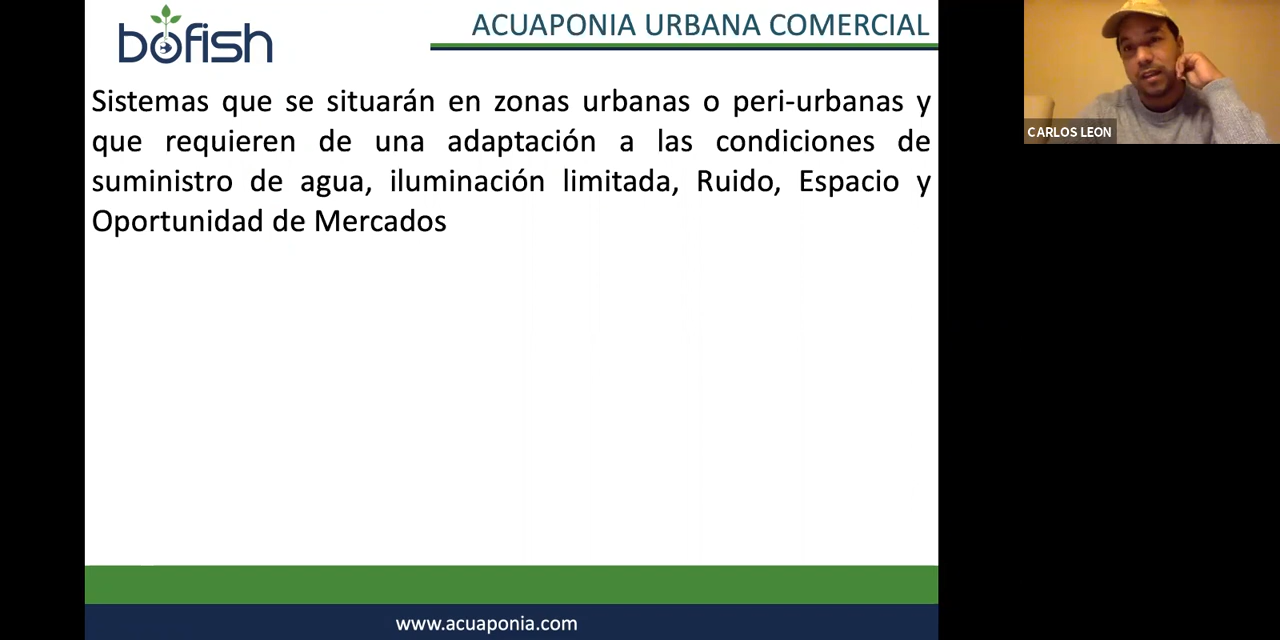 bofish
ACUAPONIA URBANA COMERCIAL
Sistemas que se situarán en zonas urbanas o peri-urbanas y
que requieren de una adaptación a las condiciones de
suministro de agua, iluminación limitada, Ruido, Espacio y
Oportunidad de Mercados
www.acuaponia.com
CARLOS LEON